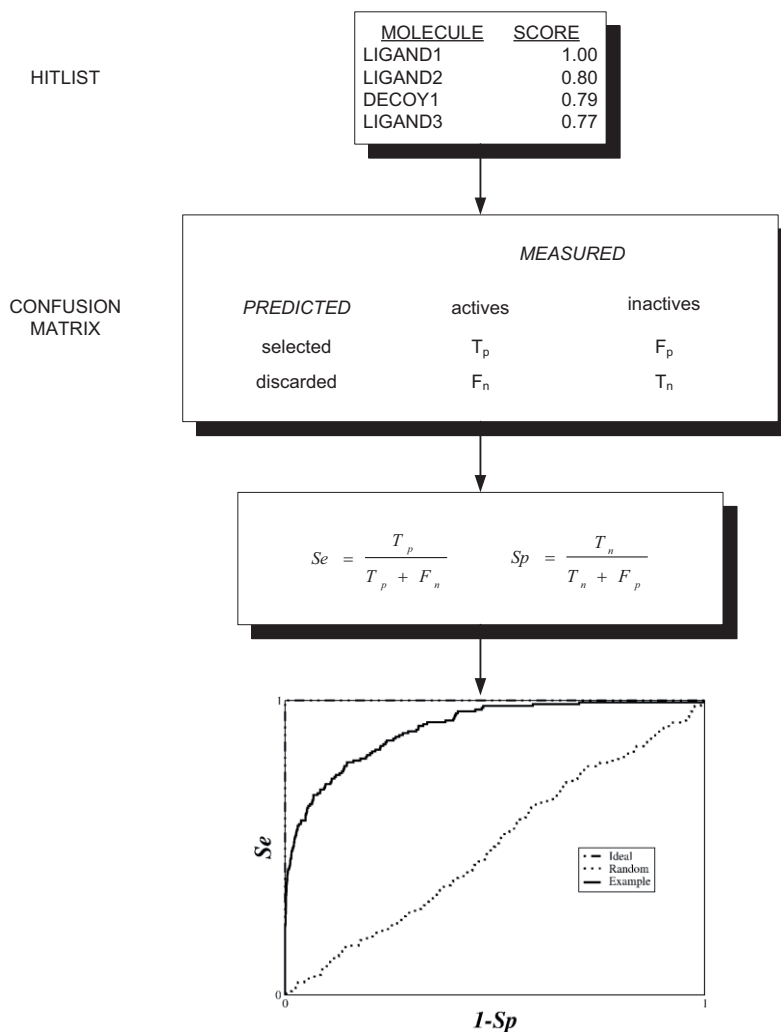 MOLECULE SCORE
LIGAND1 1.00
LIGAND2 0.80
DECOY1 0.79
LIGAND3 0.77
HITLIST
MEASURED
PREDICTED actives inactives
selected Tp Fp
discarded Fn Tn
CONFUSION
MATRIX
Se = Tp / (Tp + Fn) Sp = Tn / (Tn + Fp)
1
Se
Ideal
Random
Example
0
0 1
1-Sp